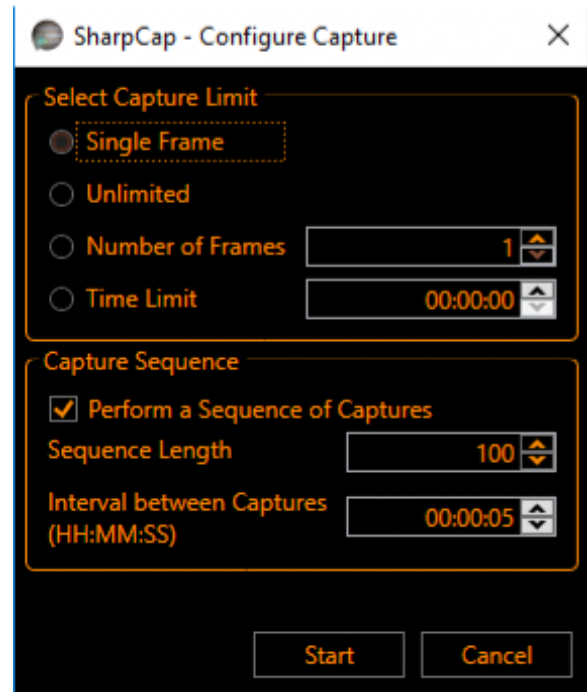 SharpCap - Configure Capture
Select Capture Limit
Single Frame
Unlimited
Number of Frames 1
Time Limit 00:00:00
Capture Sequence
Perform a Sequence of Captures
Sequence Length 100
Interval between Captures
(HH:MM:SS) 00:00:05
Start Cancel